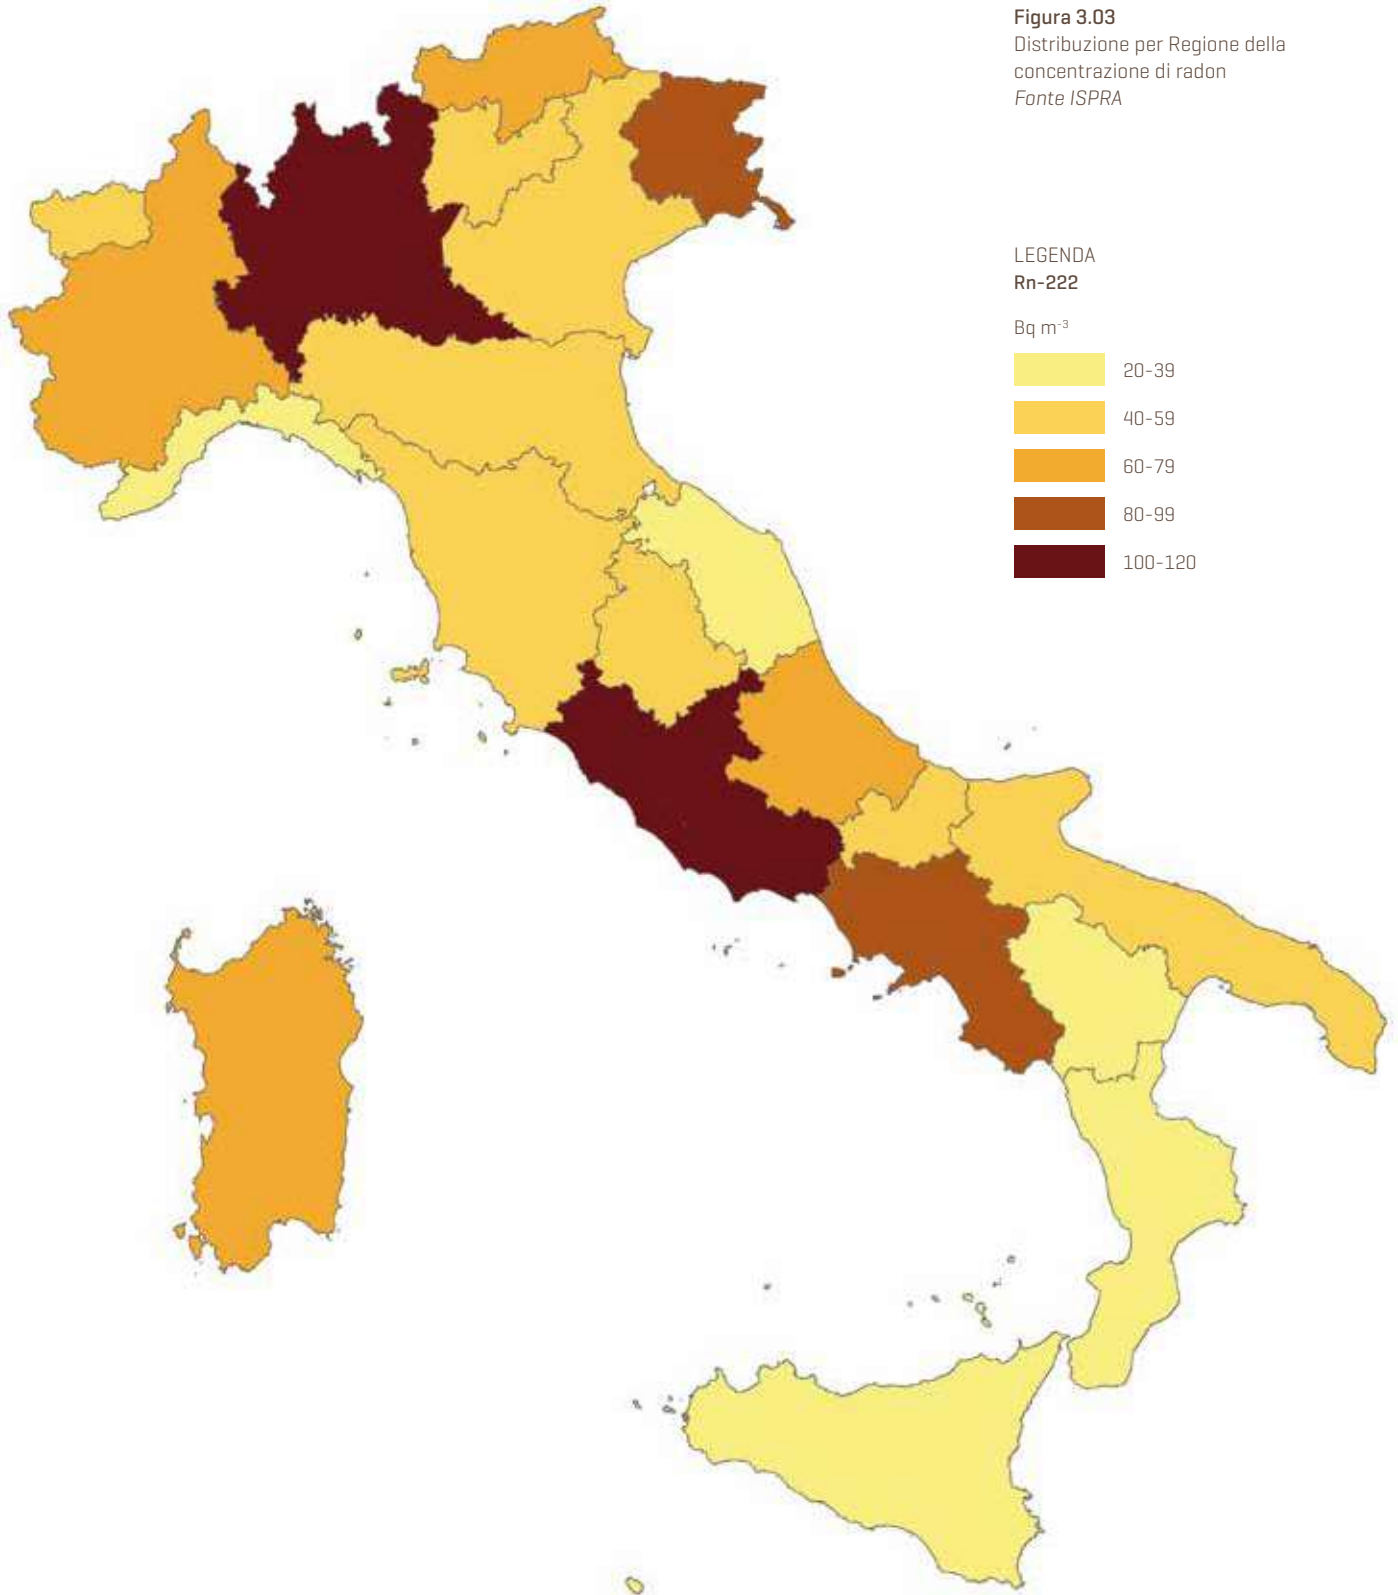 Figura 3.03
Distribuzione per Regione della
concentrazione di radon
Fonte ISPRA
LEGENDA
Rn-222
Bq m⁻³
20-39
40-59
60-79
80-99
100-120